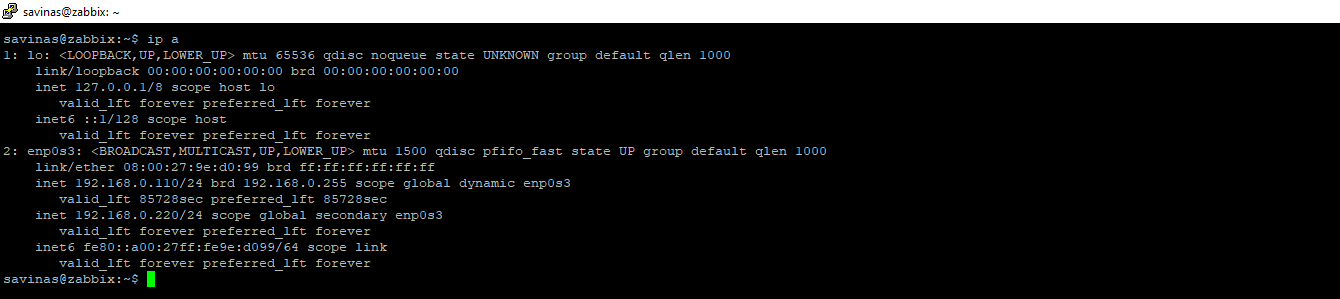 savinas@zabbix: ~
savinas@zabbix:~$ ip a
1: lo: <LOOPBACK,UP,LOWER_UP> mtu 65536 qdisc noqueue state UNKNOWN group default qlen 1000
    link/loopback 00:00:00:00:00:00 brd 00:00:00:00:00:00
    inet 127.0.0.1/8 scope host lo
       valid_lft forever preferred_lft forever
    inet6 ::1/128 scope host
       valid_lft forever preferred_lft forever
2: enp0s3: <BROADCAST,MULTICAST,UP,LOWER_UP> mtu 1500 qdisc pfifo_fast state UP group default qlen 1000
    link/ether 08:00:27:9e:d0:99 brd ff:ff:ff:ff:ff:ff
    inet 192.168.0.110/24 brd 192.168.0.255 scope global dynamic enp0s3
       valid_lft 85728sec preferred_lft 85728sec
    inet 192.168.0.220/24 scope global secondary enp0s3
       valid_lft forever preferred_lft forever
    inet6 fe80::a00:27ff:fe9e:d099/64 scope link
       valid_lft forever preferred_lft forever
savinas@zabbix:~$